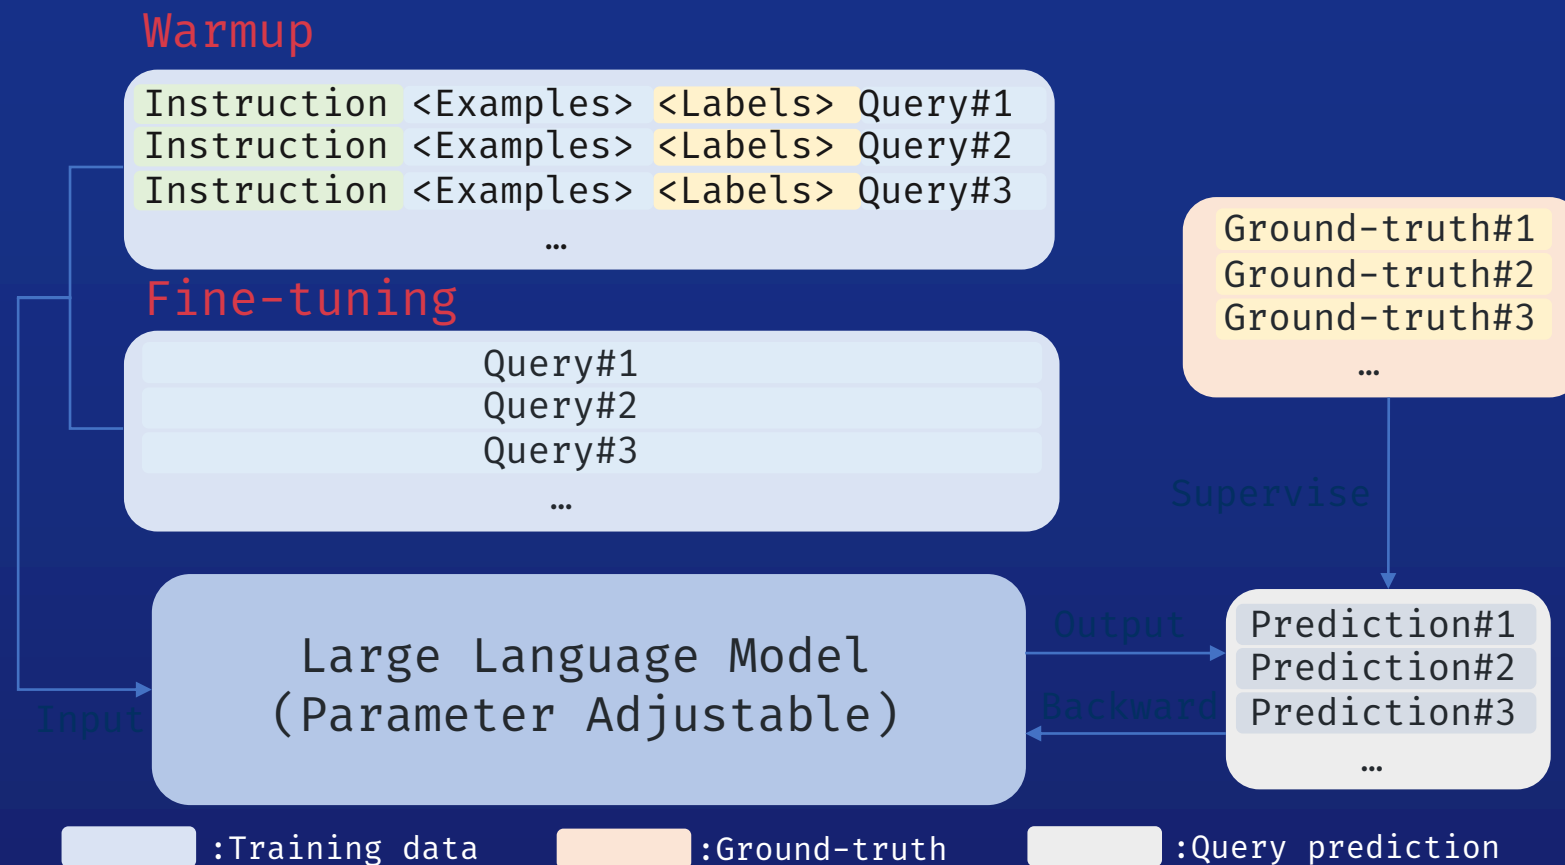 Warmup
Instruction <Examples> <Labels> Query#1
Instruction <Examples> <Labels> Query#2
Instruction <Examples> <Labels> Query#3
…
Fine-tuning
Query#1
Query#2
Query#3
…
Ground-truth#1
Ground-truth#2
Ground-truth#3
…
Supervise
Large Language Model
(Parameter Adjustable)
Input
Output
Backward
Prediction#1
Prediction#2
Prediction#3
…
:Training data
:Ground-truth
:Query prediction